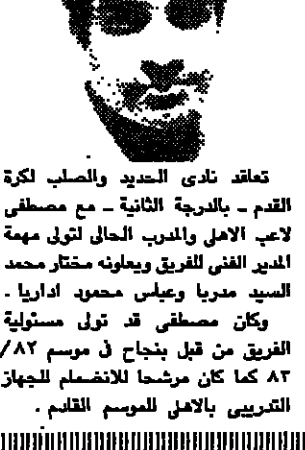 تعاقد نادى الحديد والصلب لكرة
القدم ـ بالدرجة الثانية ـ مع مصطفى
لاعب الاهلى والمدرب الحالى لتولى مهمة
المدير الفنى للفريق ويعاونه مختار محمد
السيد مدربا وعباس محمود اداريا .
وكان مصطفى قد تولى مسئولية
الفريق من قبل بنجاح فى موسم ٨٢/
٨٣ كما كان مرشحا للانضمام للجهاز
التدريبى بالاهلى للموسم القادم .